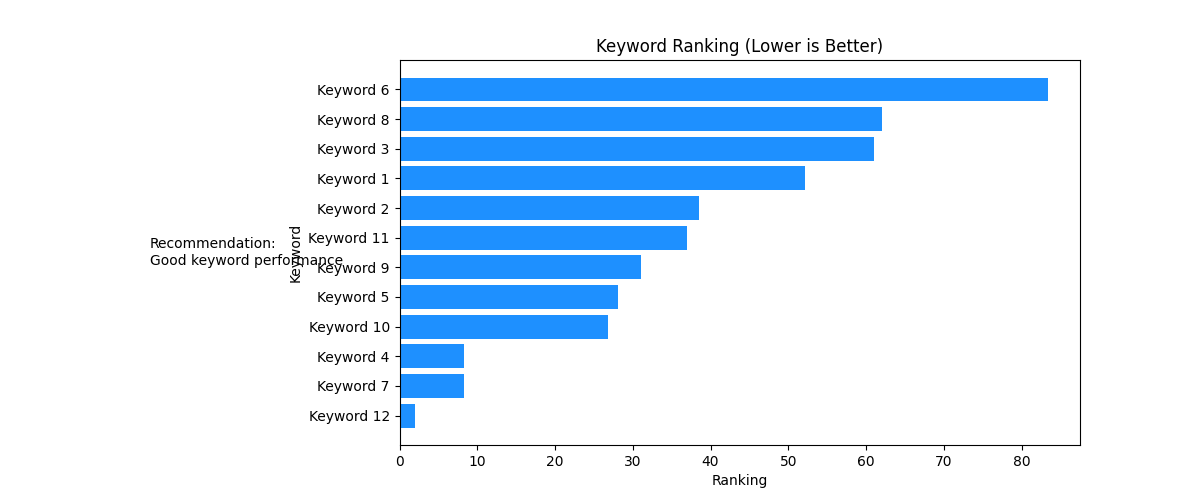 Keyword Ranking (Lower is Better)
Keyword 6
Keyword 8
Keyword 3
Keyword 1
Keyword 2
Keyword 11
Keyword 9
Keyword 5
Keyword 10
Keyword 4
Keyword 7
Keyword 12
Keyword
Recommendation:
Good keyword performance
0 10 20 30 40 50 60 70 80
Ranking